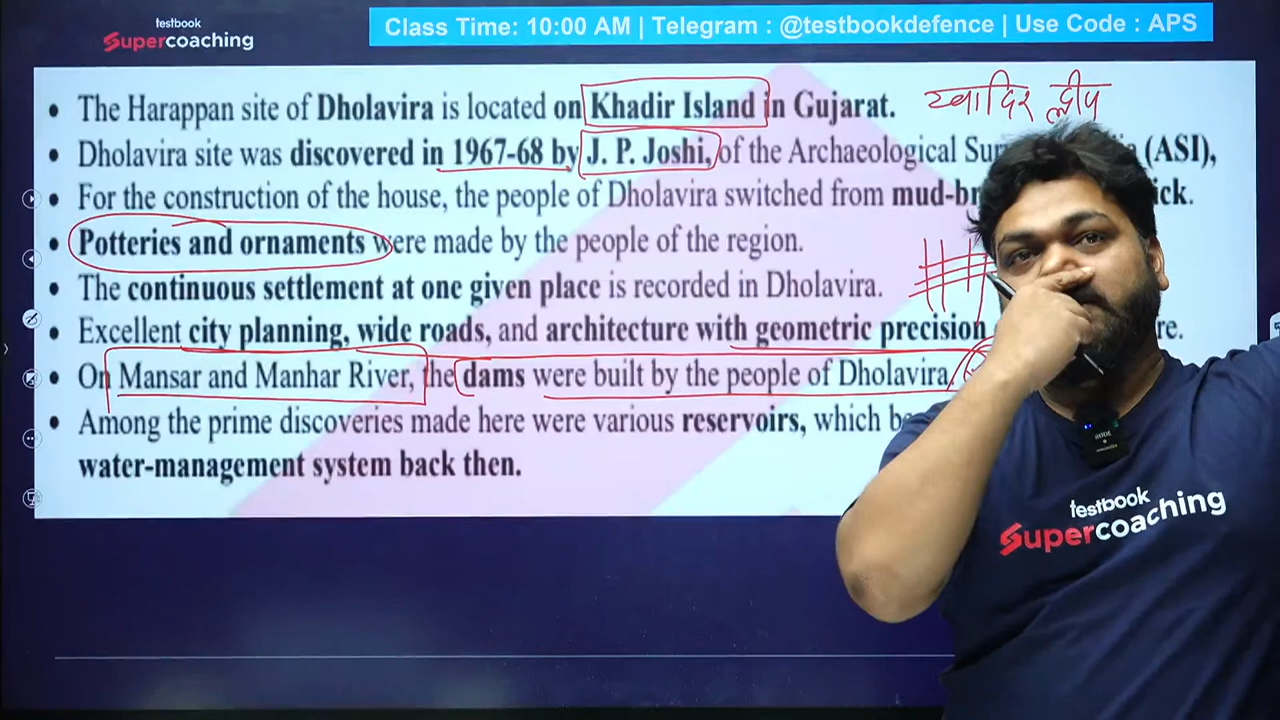 testbook
Supercoaching
Class Time: 10:00 AM | Telegram : @testbookdefence | Use Code : APS
• The Harappan site of Dholavira is located on Khadir Island in Gujarat.
खादिर द्वीप
• Dholavira site was discovered in 1967-68 by J. P. Joshi, of the Archaeological (ASI),
• For the construction of the house, the people of Dholavira switched from
• Potteries and ornaments were made by the people of the region.
• The continuous settlement at one given place is recorded in Dholavira.
• Excellent city planning, wide roads, and architecture with geometric precision
• On Mansar and Manhar River, the dams were built by the people of Dholavira,
• Among the prime discoveries made here were various reservoirs, which
water-management system back then.
RODE
testbook
Supercoaching